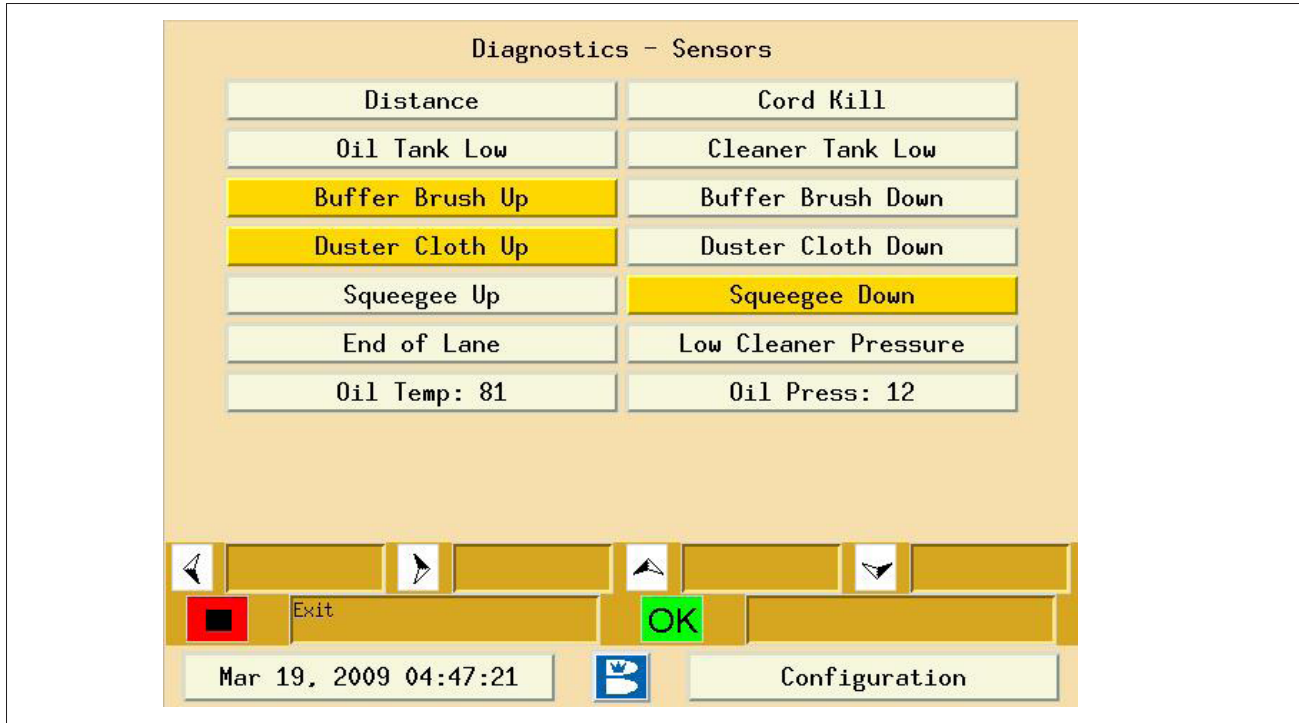 Diagnostics - Sensors
Distance
Cord Kill
Oil Tank Low
Cleaner Tank Low
Buffer Brush Up
Buffer Brush Down
Duster Cloth Up
Duster Cloth Down
Squeegee Up
Squeegee Down
End of Lane
Low Cleaner Pressure
Oil Temp: 81
Oil Press: 12
Exit
OK
Mar 19, 2009 04:47:21
B
Configuration